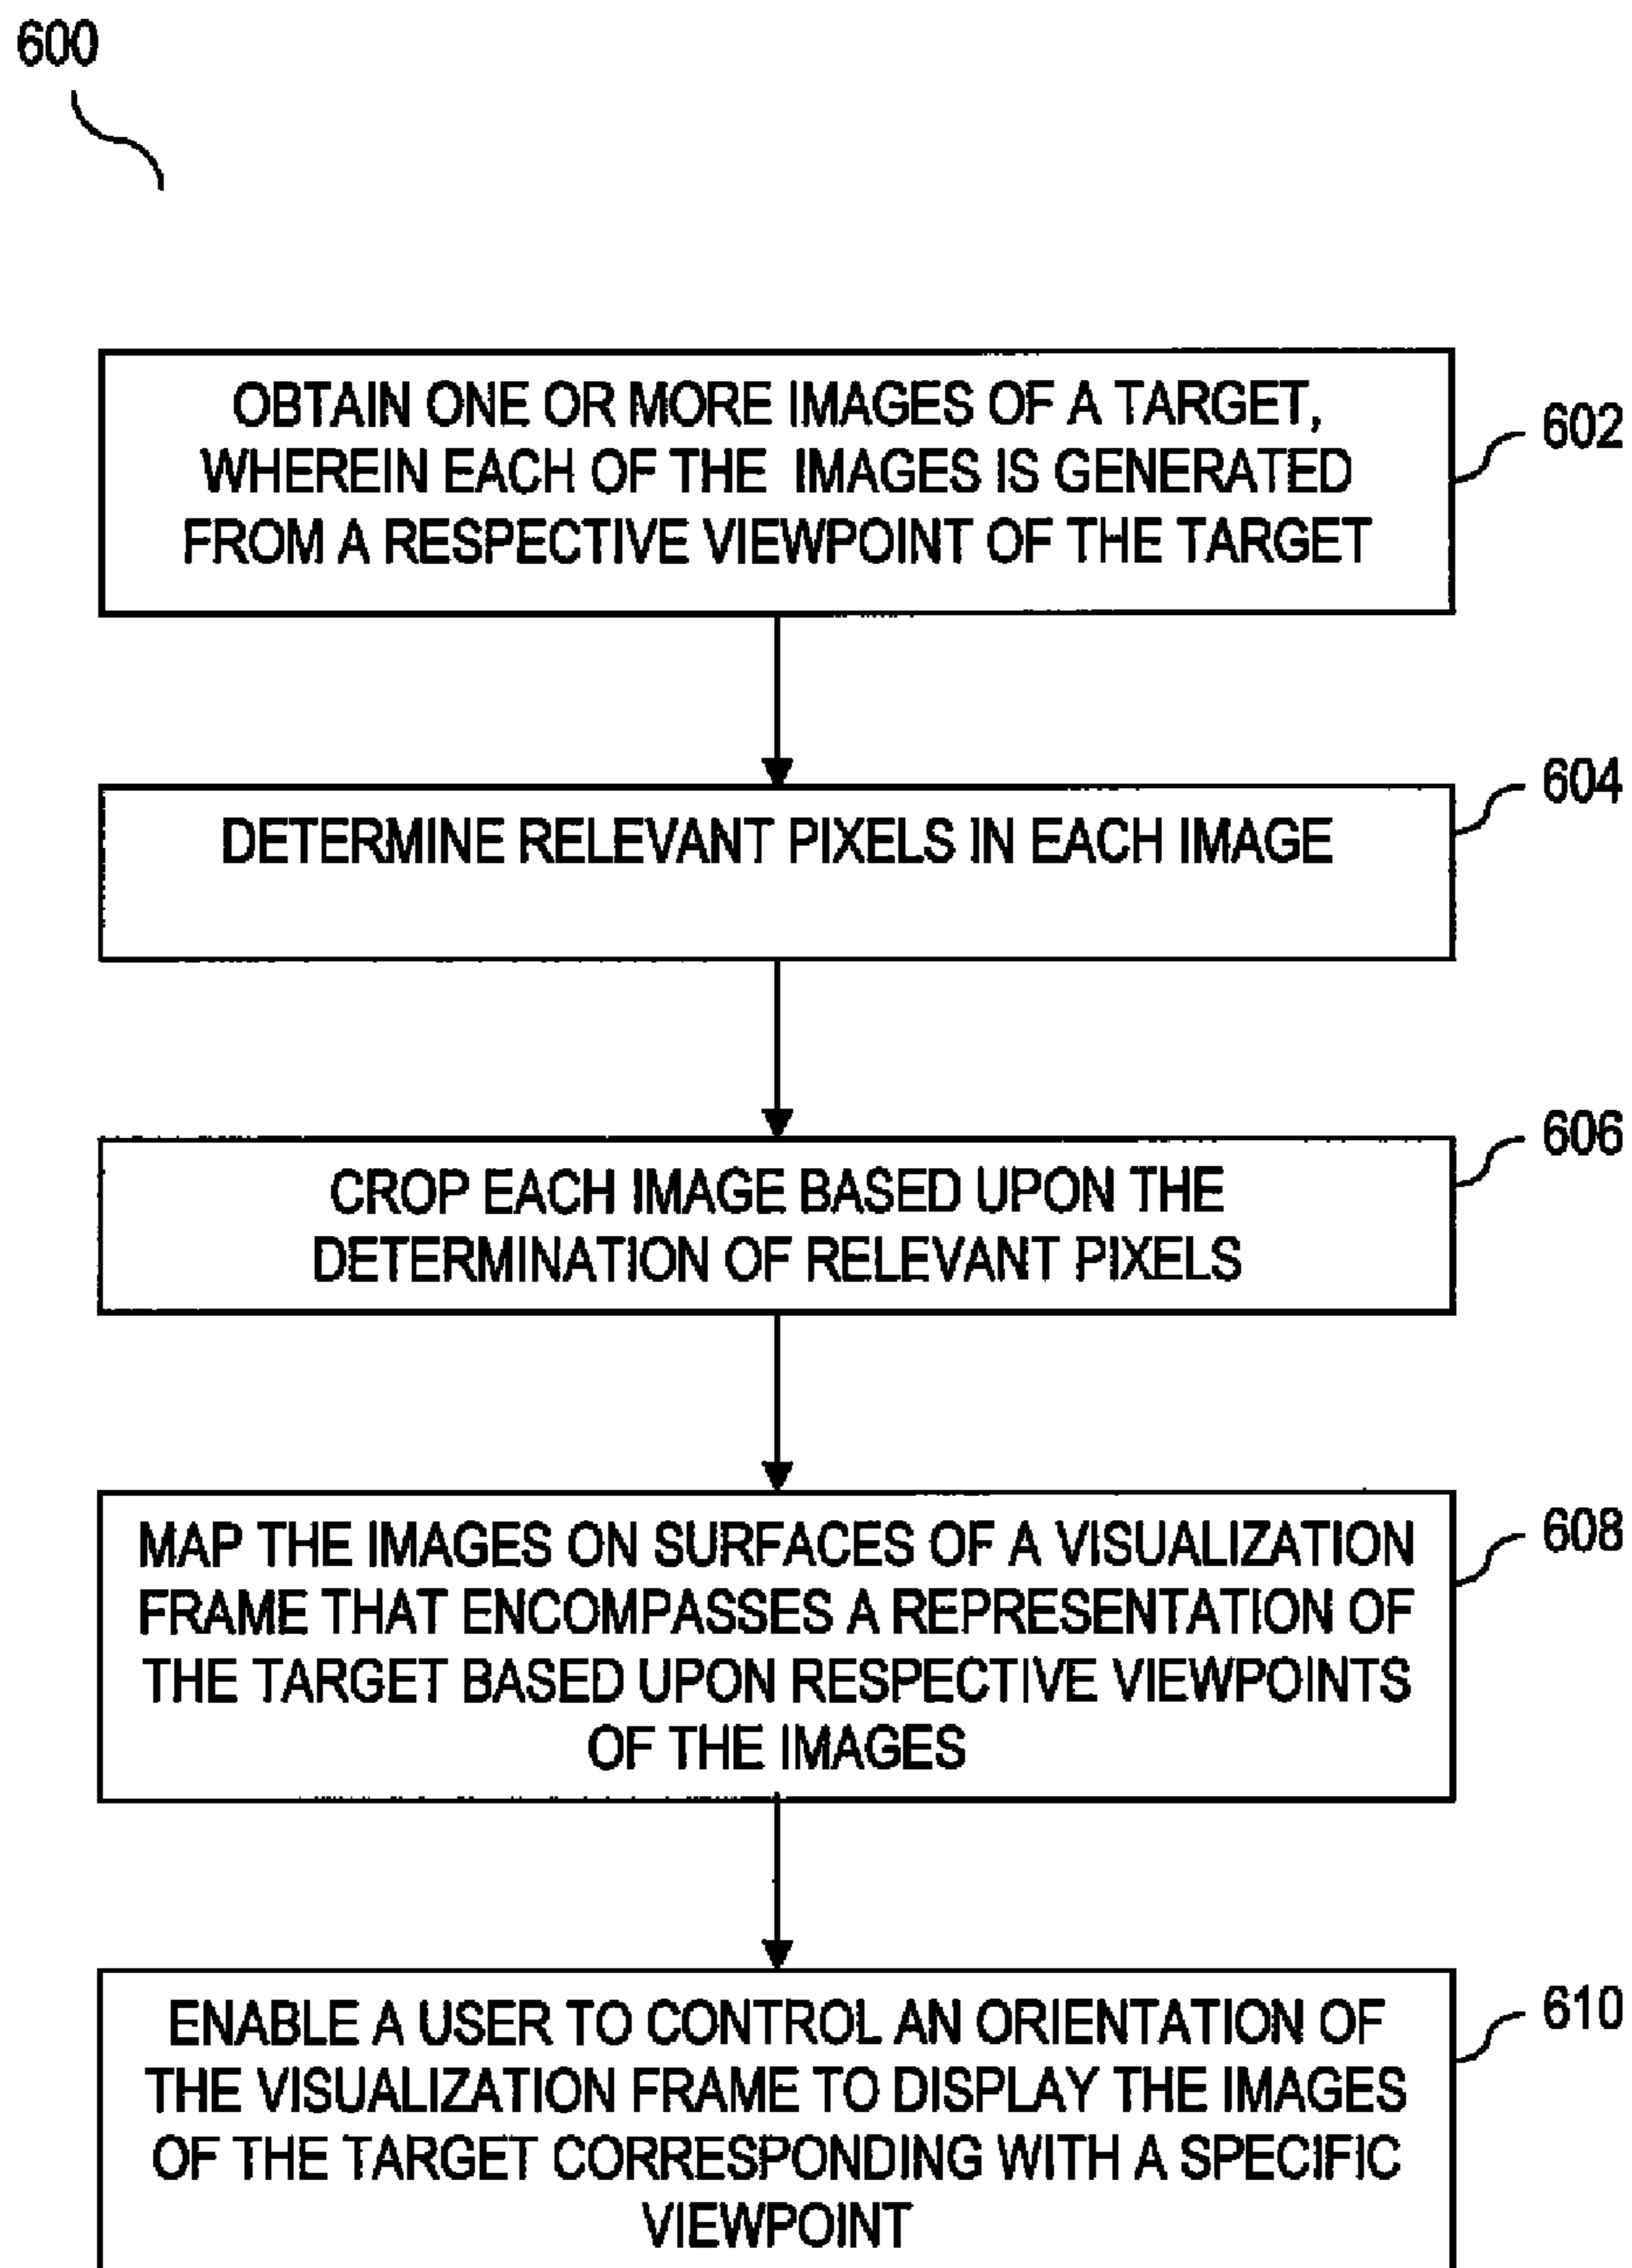 600
OBTAIN ONE OR MORE IMAGES OF A TARGET,
WHEREIN EACH OF THE IMAGES IS GENERATED
FROM A RESPECTIVE VIEWPOINT OF THE TARGET
602
DETERMINE RELEVANT PIXELS IN EACH IMAGE
604
CROP EACH IMAGE BASED UPON THE
DETERMINATION OF RELEVANT PIXELS
606
MAP THE IMAGES ON SURFACES OF A VISUALIZATION
FRAME THAT ENCOMPASSES A REPRESENTATION OF
THE TARGET BASED UPON RESPECTIVE VIEWPOINTS
OF THE IMAGES
608
ENABLE A USER TO CONTROL AN ORIENTATION OF
THE VISUALIZATION FRAME TO DISPLAY THE IMAGES
OF THE TARGET CORRESPONDING WITH A SPECIFIC
VIEWPOINT
610